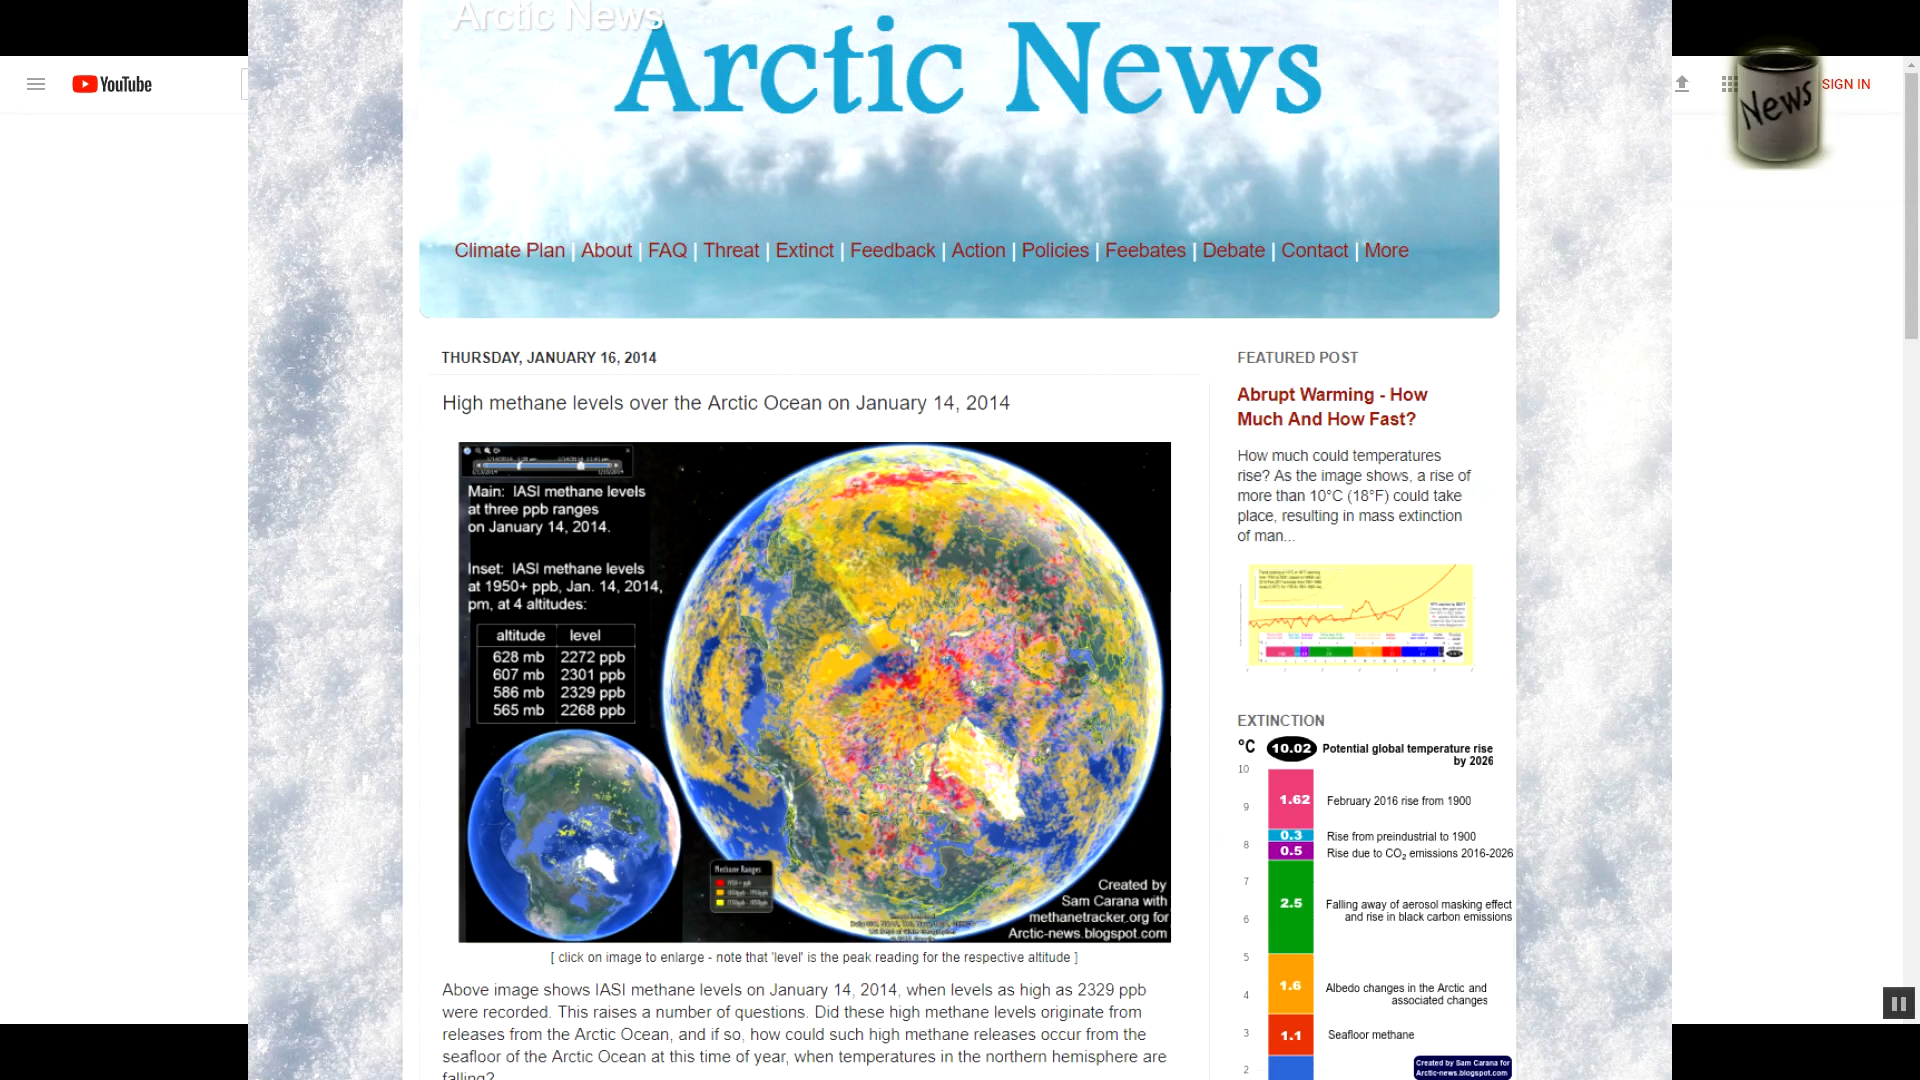 Arctic News
Arctic News
YouTube
SIGN IN
News
Climate Plan | About | FAQ | Threat | Extinct | Feedback | Action | Policies | Feebates | Debate | Contact | More
THURSDAY, JANUARY 16, 2014
High methane levels over the Arctic Ocean on January 14, 2014
Main: IASI methane levels
at three ppb ranges
on January 14, 2014.
Inset: IASI methane levels
at 1950+ ppb, Jan. 14, 2014,
pm, at 4 altitudes:
altitude level
628 mb 2272 ppb
607 mb 2301 ppb
586 mb 2329 ppb
565 mb 2268 ppb
Methane Ranges
Created by
Sam Carana with
methanetracker.org for
Arctic-news.blogspot.com
[ click on image to enlarge - note that 'level' is the peak reading for the respective altitude ]
Above image shows IASI methane levels on January 14, 2014, when levels as high as 2329 ppb
were recorded. This raises a number of questions. Did these high methane levels originate from
releases from the Arctic Ocean, and if so, how could such high methane releases occur from the
seafloor of the Arctic Ocean at this time of year, when temperatures in the northern hemisphere are
falling?
FEATURED POST
Abrupt Warming - How
Much And How Fast?
How much could temperatures
rise? As the image shows, a rise of
more than 10°C (18°F) could take
place, resulting in mass extinction
of man...
EXTINCTION
°C 10.02 Potential global temperature rise
by 2026
10
9
1.62 February 2016 rise from 1900
0.3 Rise from preindustrial to 1900
8
0.5 Rise due to CO₂ emissions 2016-2026
7
2.5 Falling away of aerosol masking effect
and rise in black carbon emissions
6
5
1.6 Albedo changes in the Arctic and
associated changes
4
3
1.1 Seafloor methane
2
Created by Sam Carana for
Arctic-news.blogspot.com